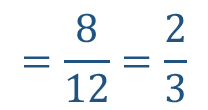 = 8/12 = 2/3